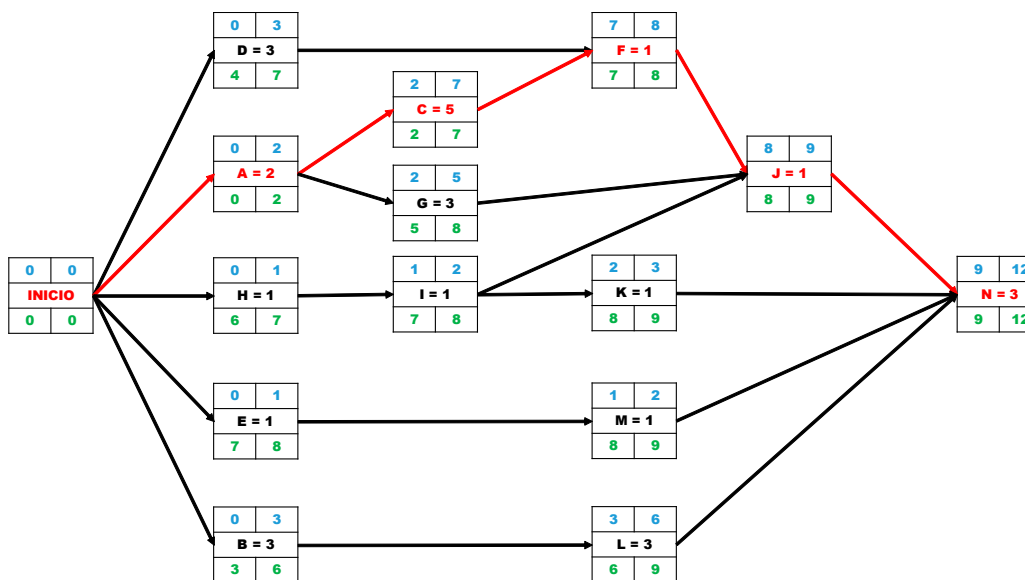 0 3
D = 3
4 7
7 8
F = 1
7 8
2 7
C = 5
2 7
0 2
A = 2
0 2
2 5
G = 3
5 8
8 9
J = 1
8 9
0 0
INICIO
0 0
0 1
H = 1
6 7
1 2
I = 1
7 8
2 3
K = 1
8 9
9 12
N = 3
9 12
0 1
E = 1
7 8
1 2
M = 1
8 9
0 3
B = 3
3 6
3 6
L = 3
6 9